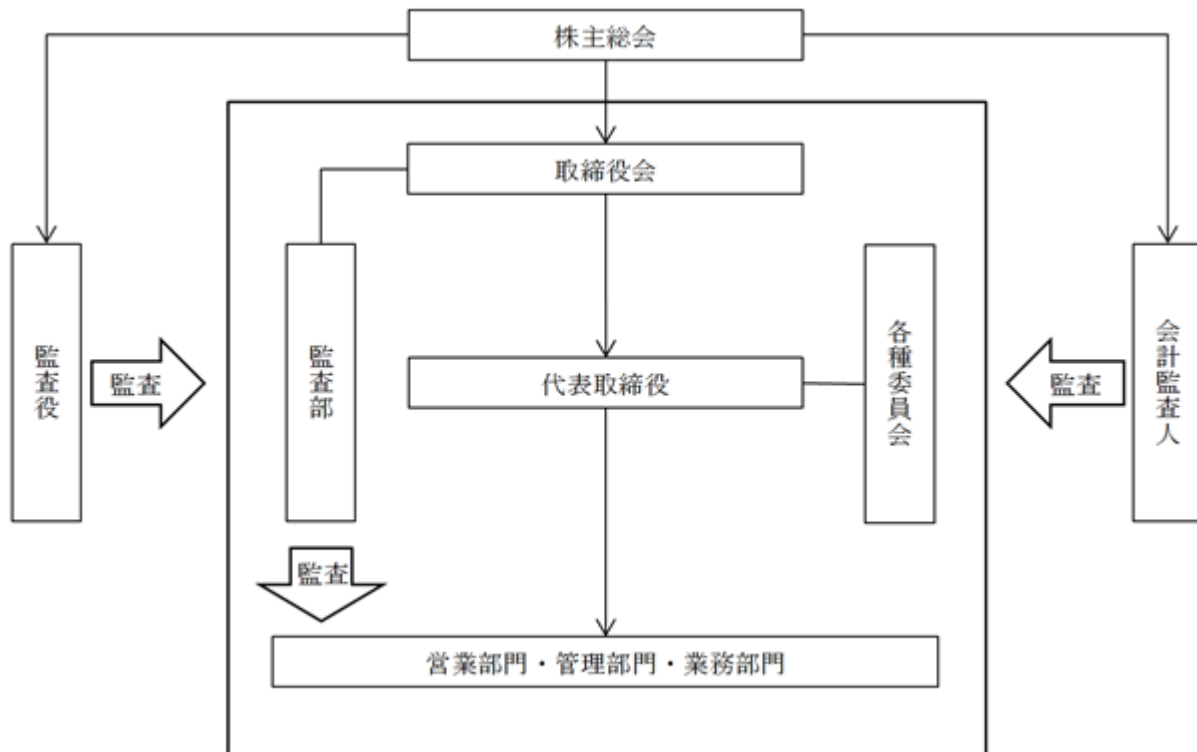 株主総会
取締役会
監査役
監査
監査部
代表取締役
各種委員会
監査
会計監査人
監査
営業部門・管理部門・業務部門